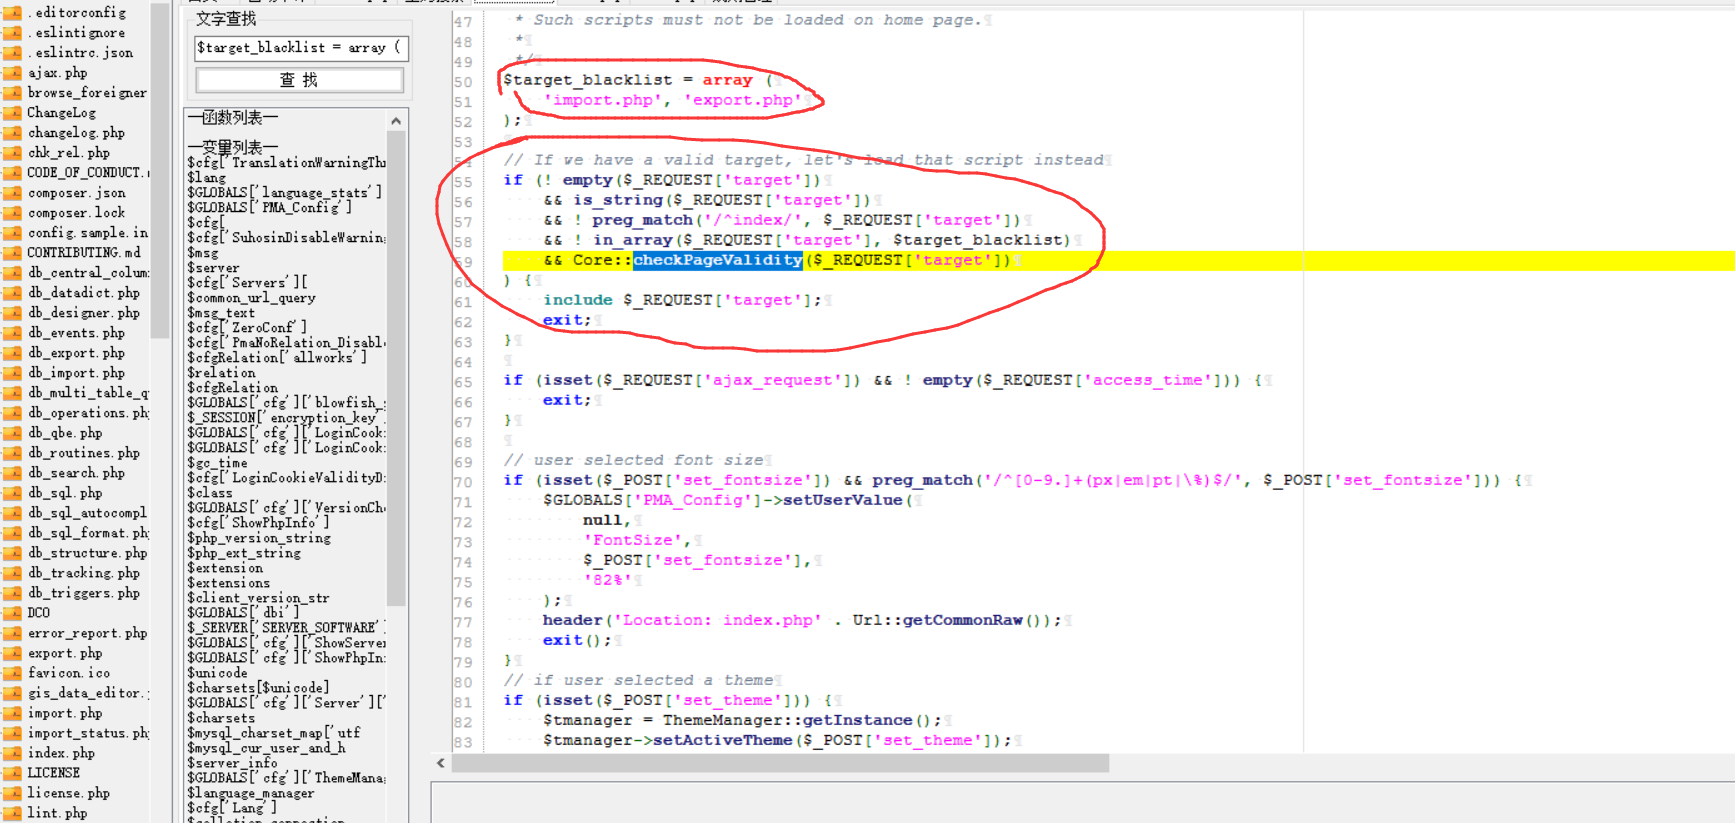 .editorconfig
.eslintignore
.eslintrc.json
ajax.php
browse_foreigner
ChangeLog
changelog.php
chk_rel.php
CODE_OF_CONDUCT.
composer.json
composer.lock
config.sample.in
CONTRIBUTING.md
db_central_colum
db_datadict.php
db_designer.php
db_events.php
db_export.php
db_import.php
db_multi_table_q
db_operations.ph
db_qbe.php
db_routines.php
db_search.php
db_sql.php
db_sql_autocompl
db_sql_format.ph
db_structure.php
db_tracking.php
db_triggers.php
DCO
error_report.php
export.php
favicon.ico
gis_data_editor.
import.php
import_status.ph
index.php
LICENSE
license.php
lint.php
文字查找
$target_blacklist = array (
查 找
—函数列表—
—变量列表—
$cfg['TranslationWarningThr
$lang
$GLOBALS['language_stats']
$GLOBALS['PMA_Config']
$cfg[
$cfg['SuhosinDisableWarning
$msg
$server
$cfg['Servers'][
$common_url_query
$msg_text
$cfg['ZeroConf']
$cfg['PmaNoRelation_Disable
$cfgRelation['allworks']
$relation
$cfgRelation
$GLOBALS['cfg']['blowfish_s
$_SESSION['encryption_key'
$GLOBALS['cfg']['LoginCook
$GLOBALS['cfg']['LoginCook
$gc_time
$cfg['LoginCookieValidityD
$class
$GLOBALS['cfg']['VersionChe
$cfg['ShowPhpInfo']
$php_version_string
$php_ext_string
$extension
$extensions
$client_version_str
$GLOBALS['dbi']
$_SERVER['SERVER_SOFTWARE']
$GLOBALS['cfg']['ShowServer
$GLOBALS['cfg']['ShowPhpIn
$unicode
$charsets[$unicode]
$GLOBALS['cfg']['Server']['
$charsets
$mysql_charset_map['utf
$mysql_cur_user_and_h
$server_info
$GLOBALS['cfg']['ThemeMana
$language_manager
$cfg['Lang']
47 * Such scripts must not be loaded on home page.
48 *
49 */
50 $target_blacklist = array (
51 'import.php', 'export.php'
52 );
53
54 // If we have a valid target, let's load that script instead
55 if (! empty($_REQUEST['target'])
56 && is_string($_REQUEST['target'])
57 && ! preg_match('/^index/', $_REQUEST['target'])
58 && ! in_array($_REQUEST['target'], $target_blacklist)
59 && Core::checkPageValidity($_REQUEST['target'])
60 ) {
61 include $_REQUEST['target'];
62 exit;
63 }
64
65 if (isset($_REQUEST['ajax_request']) && ! empty($_REQUEST['access_time'])) {
66 exit;
67 }
68
69 // user selected font size
70 if (isset($_POST['set_fontsize']) && preg_match('/^[0-9.]+(px|em|pt|\%)$/', $_POST['set_fontsize'])) {
71 $GLOBALS['PMA_Config']->setUserValue(
72 null,
73 'FontSize',
74 $_POST['set_fontsize'],
75 '82%'
76 );
77 header('Location: index.php' . Url::getCommonRaw());
78 exit();
79 }
80 // if user selected a theme
81 if (isset($_POST['set_theme'])) {
82 $tmanager = ThemeManager::getInstance();
83 $tmanager->setActiveTheme($_POST['set_theme']);